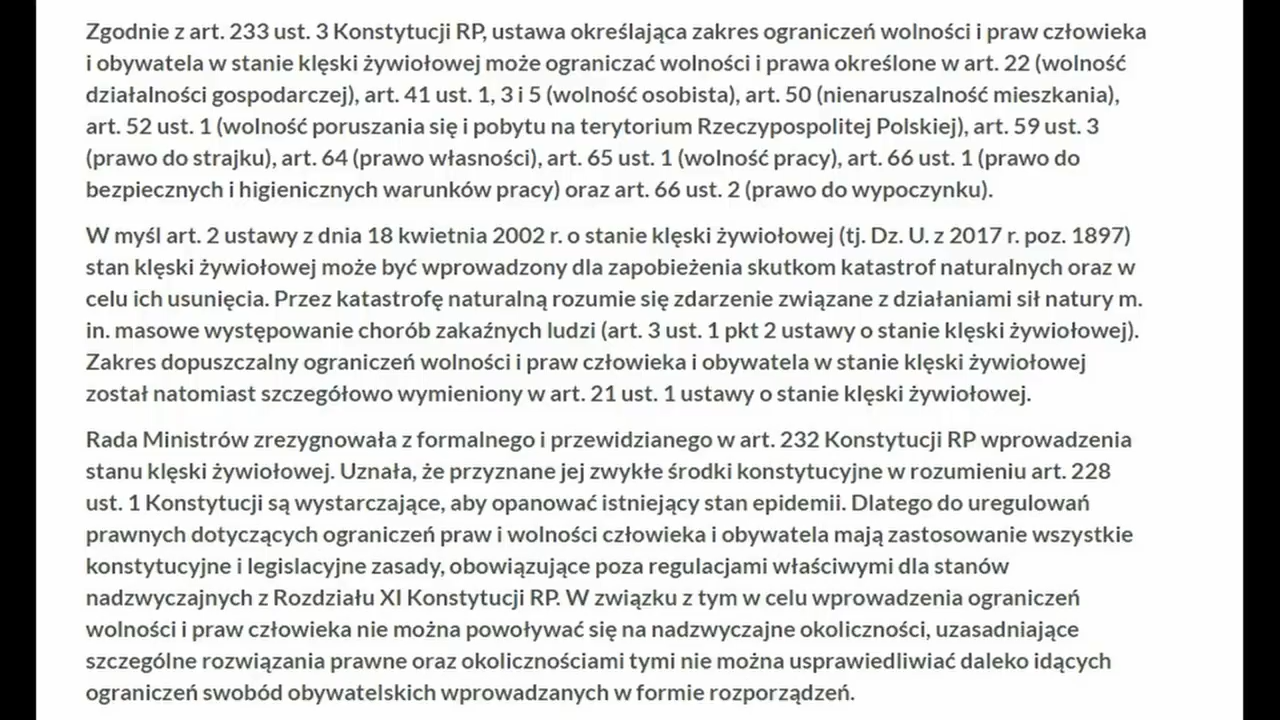 Zgodnie z art. 233 ust. 3 Konstytucji RP, ustawa określająca zakres ograniczeń wolności i praw człowieka
i obywatela w stanie klęski żywiołowej może ograniczać wolności i prawa określone w art. 22 (wolność
działalności gospodarczej), art. 41 ust. 1, 3 i 5 (wolność osobista), art. 50 (nienaruszalność mieszkania),
art. 52 ust. 1 (wolność poruszania się i pobytu na terytorium Rzeczypospolitej Polskiej), art. 59 ust. 3
(prawo do strajku), art. 64 (prawo własności), art. 65 ust. 1 (wolność pracy), art. 66 ust. 1 (prawo do
bezpiecznych i higienicznych warunków pracy) oraz art. 66 ust. 2 (prawo do wypoczynku).
W myśl art. 2 ustawy z dnia 18 kwietnia 2002 r. o stanie klęski żywiołowej (tj. Dz. U. z 2017 r. poz. 1897)
stan klęski żywiołowej może być wprowadzony dla zapobieżenia skutkom katastrof naturalnych oraz w
celu ich usunięcia. Przez katastrofę naturalną rozumie się zdarzenie związane z działaniami sił natury m.
in. masowe występowanie chorób zakaźnych ludzi (art. 3 ust. 1 pkt 2 ustawy o stanie klęski żywiołowej).
Zakres dopuszczalny ograniczeń wolności i praw człowieka i obywatela w stanie klęski żywiołowej
został natomiast szczegółowo wymieniony w art. 21 ust. 1 ustawy o stanie klęski żywiołowej.
Rada Ministrów zrezygnowała z formalnego i przewidzianego w art. 232 Konstytucji RP wprowadzenia
stanu klęski żywiołowej. Uznała, że przyznane jej zwykłe środki konstytucyjne w rozumieniu art. 228
ust. 1 Konstytucji są wystarczające, aby opanować istniejący stan epidemii. Dlatego do uregulowań
prawnych dotyczących ograniczeń praw i wolności człowieka i obywatela mają zastosowanie wszystkie
konstytucyjne i legislacyjne zasady, obowiązujące poza regulacjami właściwymi dla stanów
nadzwyczajnych z Rozdziału XI Konstytucji RP. W związku z tym w celu wprowadzenia ograniczeń
wolności i praw człowieka nie można powoływać się na nadzwyczajne okoliczności, uzasadniające
szczególne rozwiązania prawne oraz okolicznościami tymi nie można usprawiedliwiać daleko idących
ograniczeń swobód obywatelskich wprowadzanych w formie rozporządzeń.